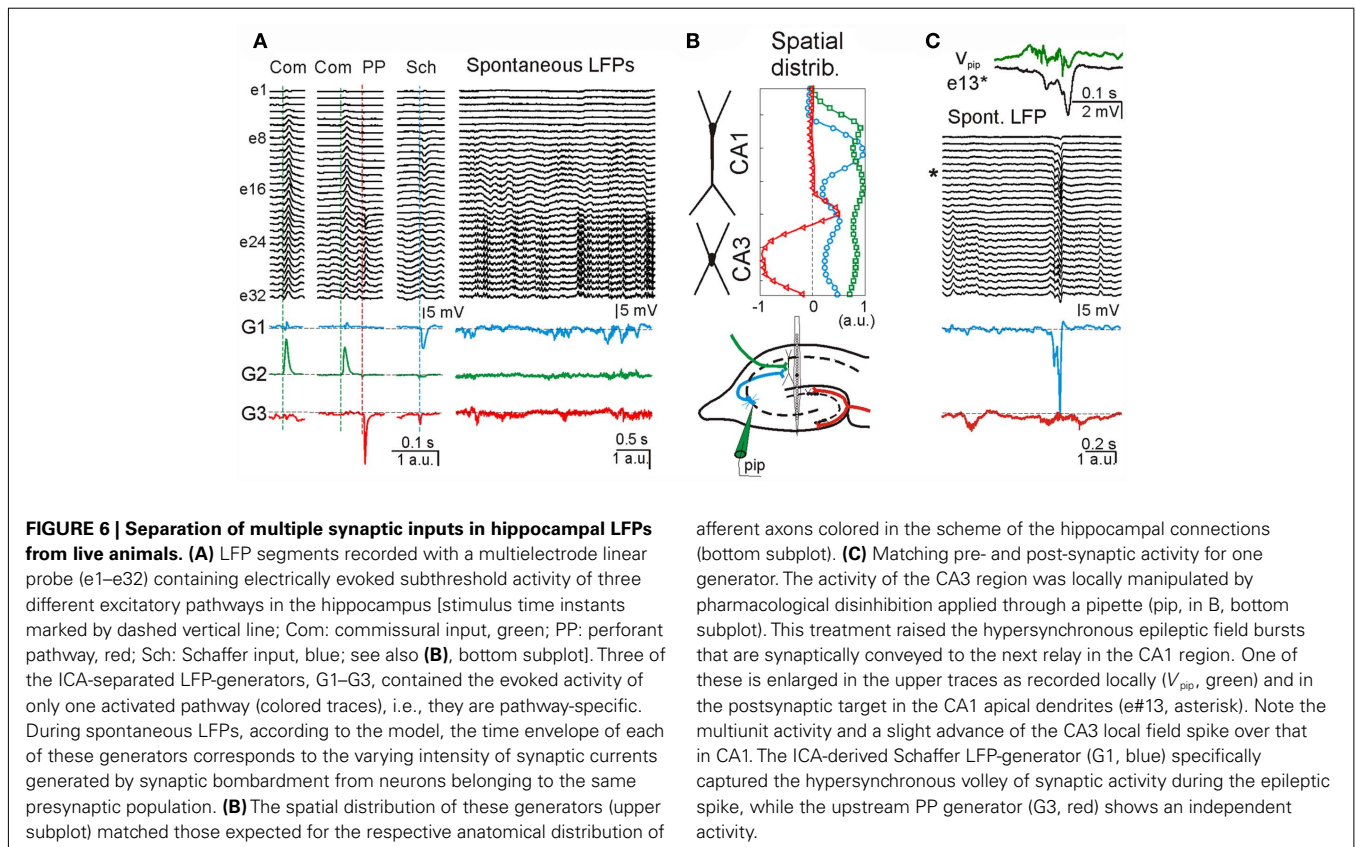 A
B
C
Com Com PP Sch Spontaneous LFPs
Spatial
distrib.
Vpip
e13*
0.1 s
2 mV
Spont. LFP
e1
e8
e16
e24
e32
*
CA1
CA3
-1 0 1
(a.u.)
5 mV
5 mV
5 mV
G1
G2
G3
0.1 s
1 a.u.
0.5 s
1 a.u.
pip
0.2 s
1 a.u.
FIGURE 6 | Separation of multiple synaptic inputs in hippocampal LFPs
from live animals. (A) LFP segments recorded with a multielectrode linear
probe (e1–e32) containing electrically evoked subthreshold activity of three
different excitatory pathways in the hippocampus [stimulus time instants
marked by dashed vertical line; Com: commissural input, green; PP: perforant
pathway, red; Sch: Schaffer input, blue; see also (B), bottom subplot]. Three of
the ICA-separated LFP-generators, G1–G3, contained the evoked activity of
only one activated pathway (colored traces), i.e., they are pathway-specific.
During spontaneous LFPs, according to the model, the time envelope of each
of these generators corresponds to the varying intensity of synaptic currents
generated by synaptic bombardment from neurons belonging to the same
presynaptic population. (B) The spatial distribution of these generators (upper
subplot) matched those expected for the respective anatomical distribution of
afferent axons colored in the scheme of the hippocampal connections
(bottom subplot). (C) Matching pre- and post-synaptic activity for one
generator. The activity of the CA3 region was locally manipulated by
pharmacological disinhibition applied through a pipette (pip, in B, bottom
subplot). This treatment raised the hypersynchronous epileptic field bursts
that are synaptically conveyed to the next relay in the CA1 region. One of
these is enlarged in the upper traces as recorded locally (Vpip, green) and in
the postsynaptic target in the CA1 apical dendrites (e#13, asterisk). Note the
multiunit activity and a slight advance of the CA3 local field spike over that
in CA1. The ICA-derived Schaffer LFP-generator (G1, blue) specifically
captured the hypersynchronous volley of synaptic activity during the epileptic
spike, while the upstream PP generator (G3, red) shows an independent
activity.